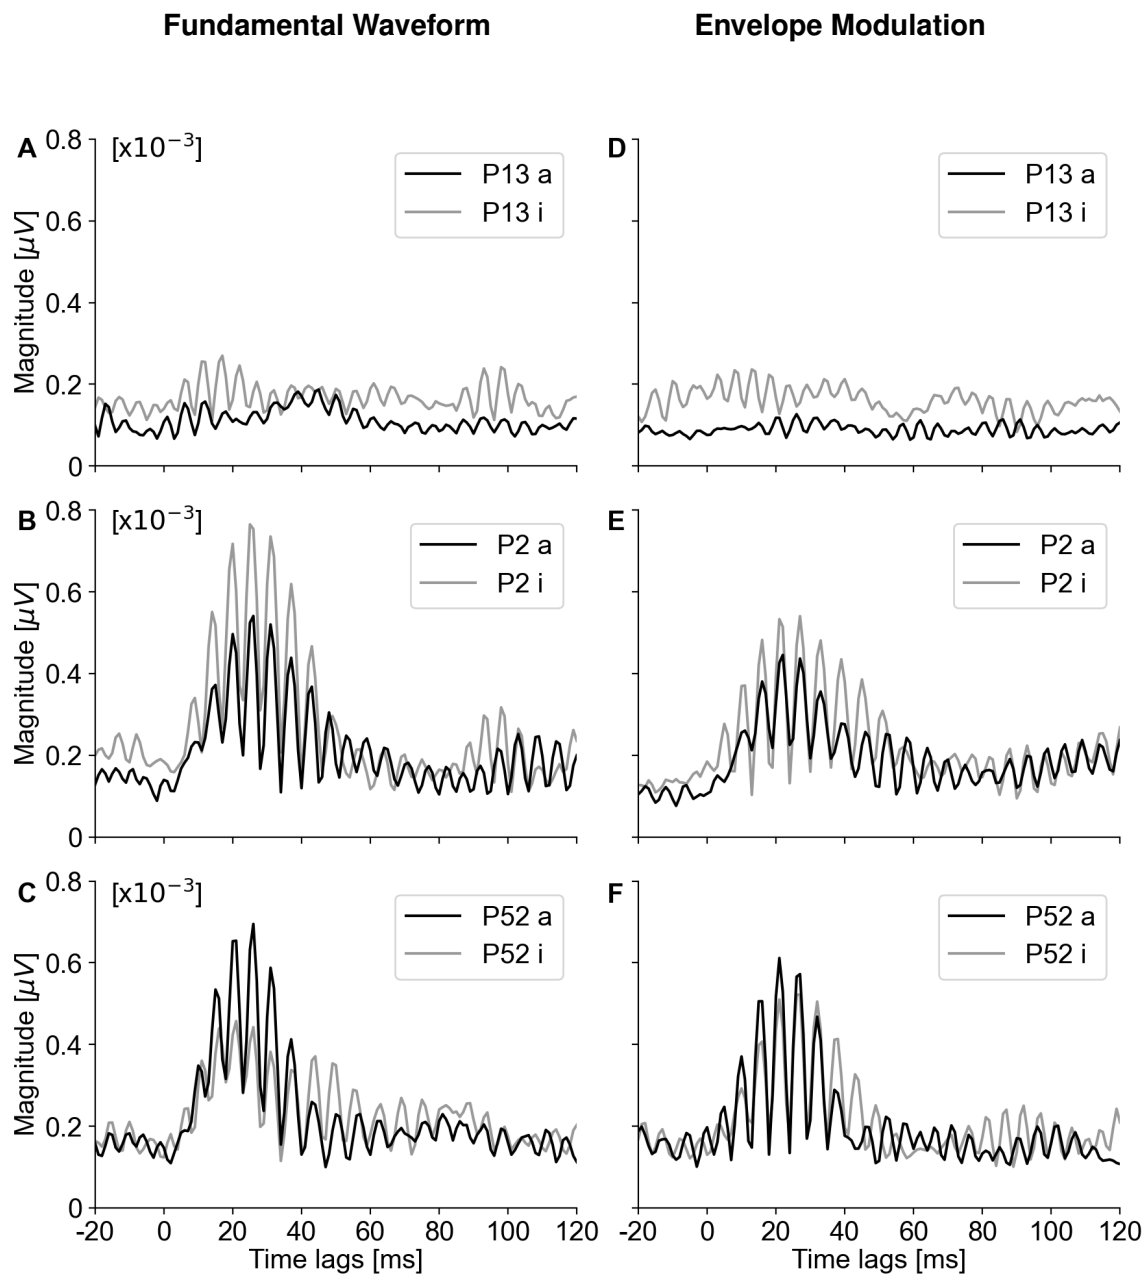 Fundamental Waveform
Envelope Modulation
A
[x10⁻³]
0.8
0.6
0.4
0.2
0
Magnitude [μV]
P13 a
P13 i
D
P13 a
P13 i
B
[x10⁻³]
0.8
0.6
0.4
0.2
0
Magnitude [μV]
P2 a
P2 i
E
P2 a
P2 i
C
[x10⁻³]
0.8
0.6
0.4
0.2
0
Magnitude [μV]
P52 a
P52 i
-20 0 20 40 60 80 100 120
Time lags [ms]
F
P52 a
P52 i
-20 0 20 40 60 80 100 120
Time lags [ms]